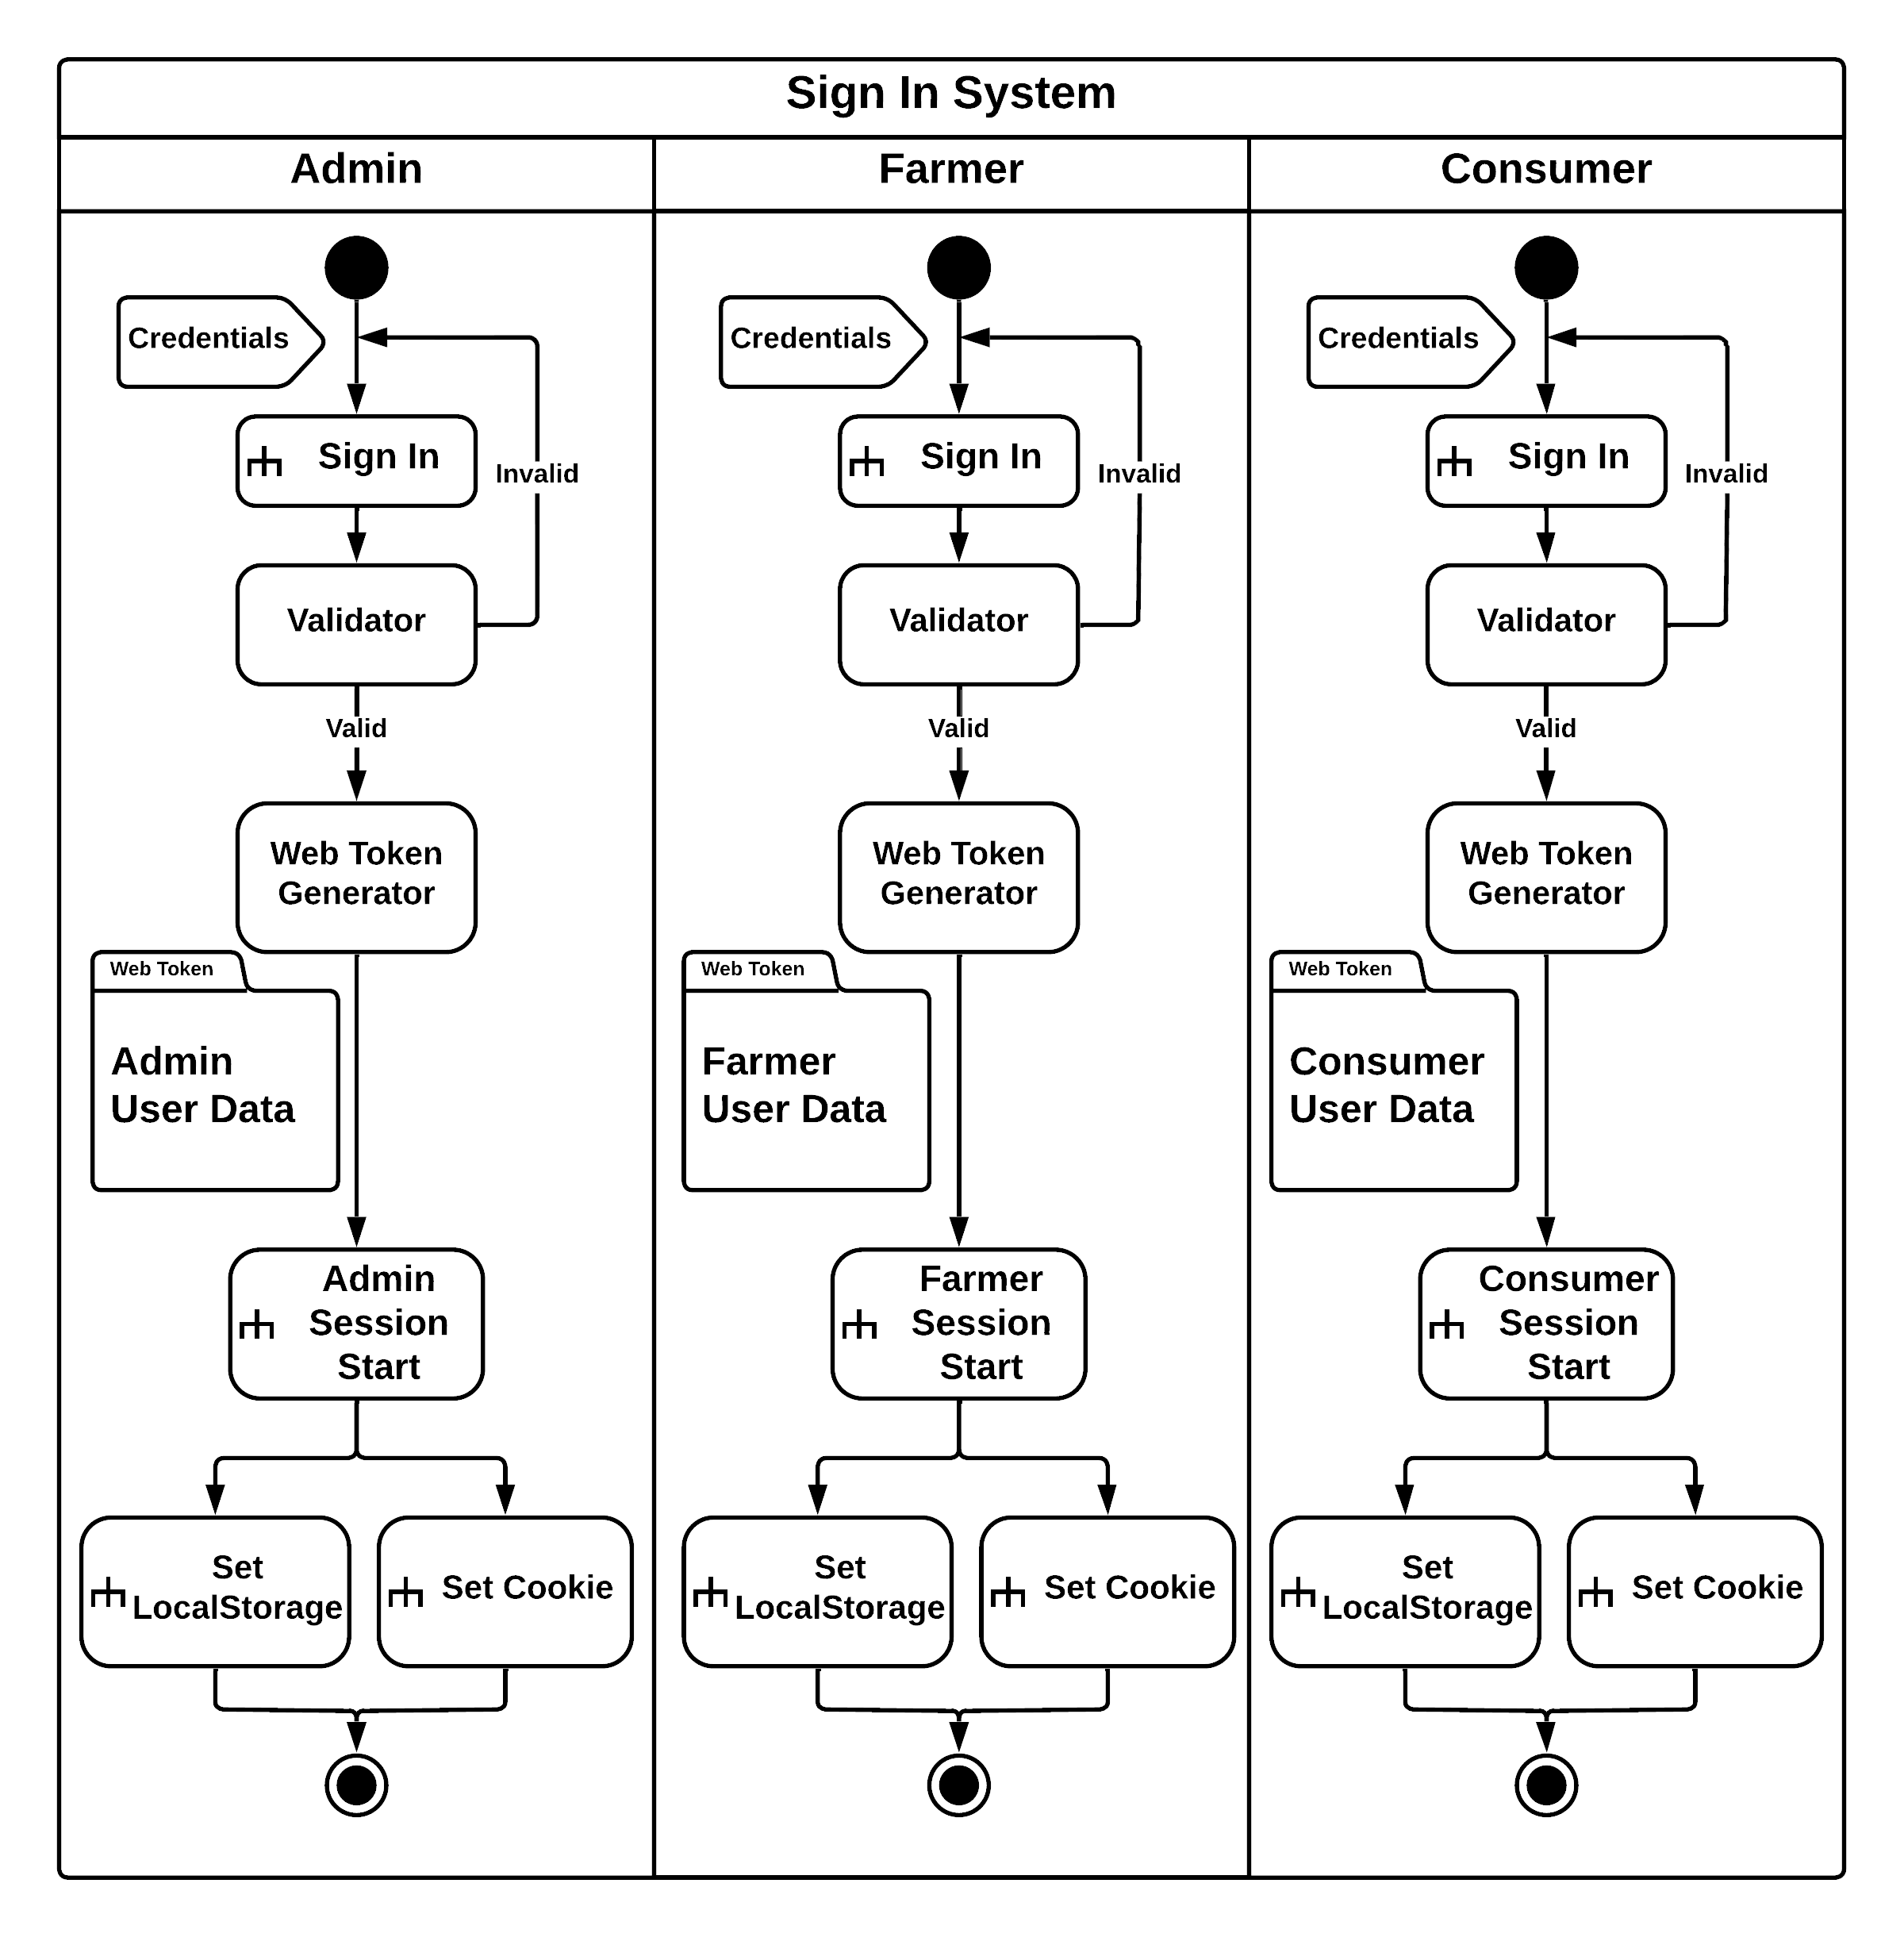 Sign In System
Admin
Farmer
Consumer
Credentials
Sign In
Invalid
Validator
Valid
Web Token
Generator
Web Token
Admin
User Data
Admin
Session
Start
Set
LocalStorage
Set Cookie
Credentials
Sign In
Invalid
Validator
Valid
Web Token
Generator
Web Token
Farmer
User Data
Farmer
Session
Start
Set
LocalStorage
Set Cookie
Credentials
Sign In
Invalid
Validator
Valid
Web Token
Generator
Web Token
Consumer
User Data
Consumer
Session
Start
Set
LocalStorage
Set Cookie